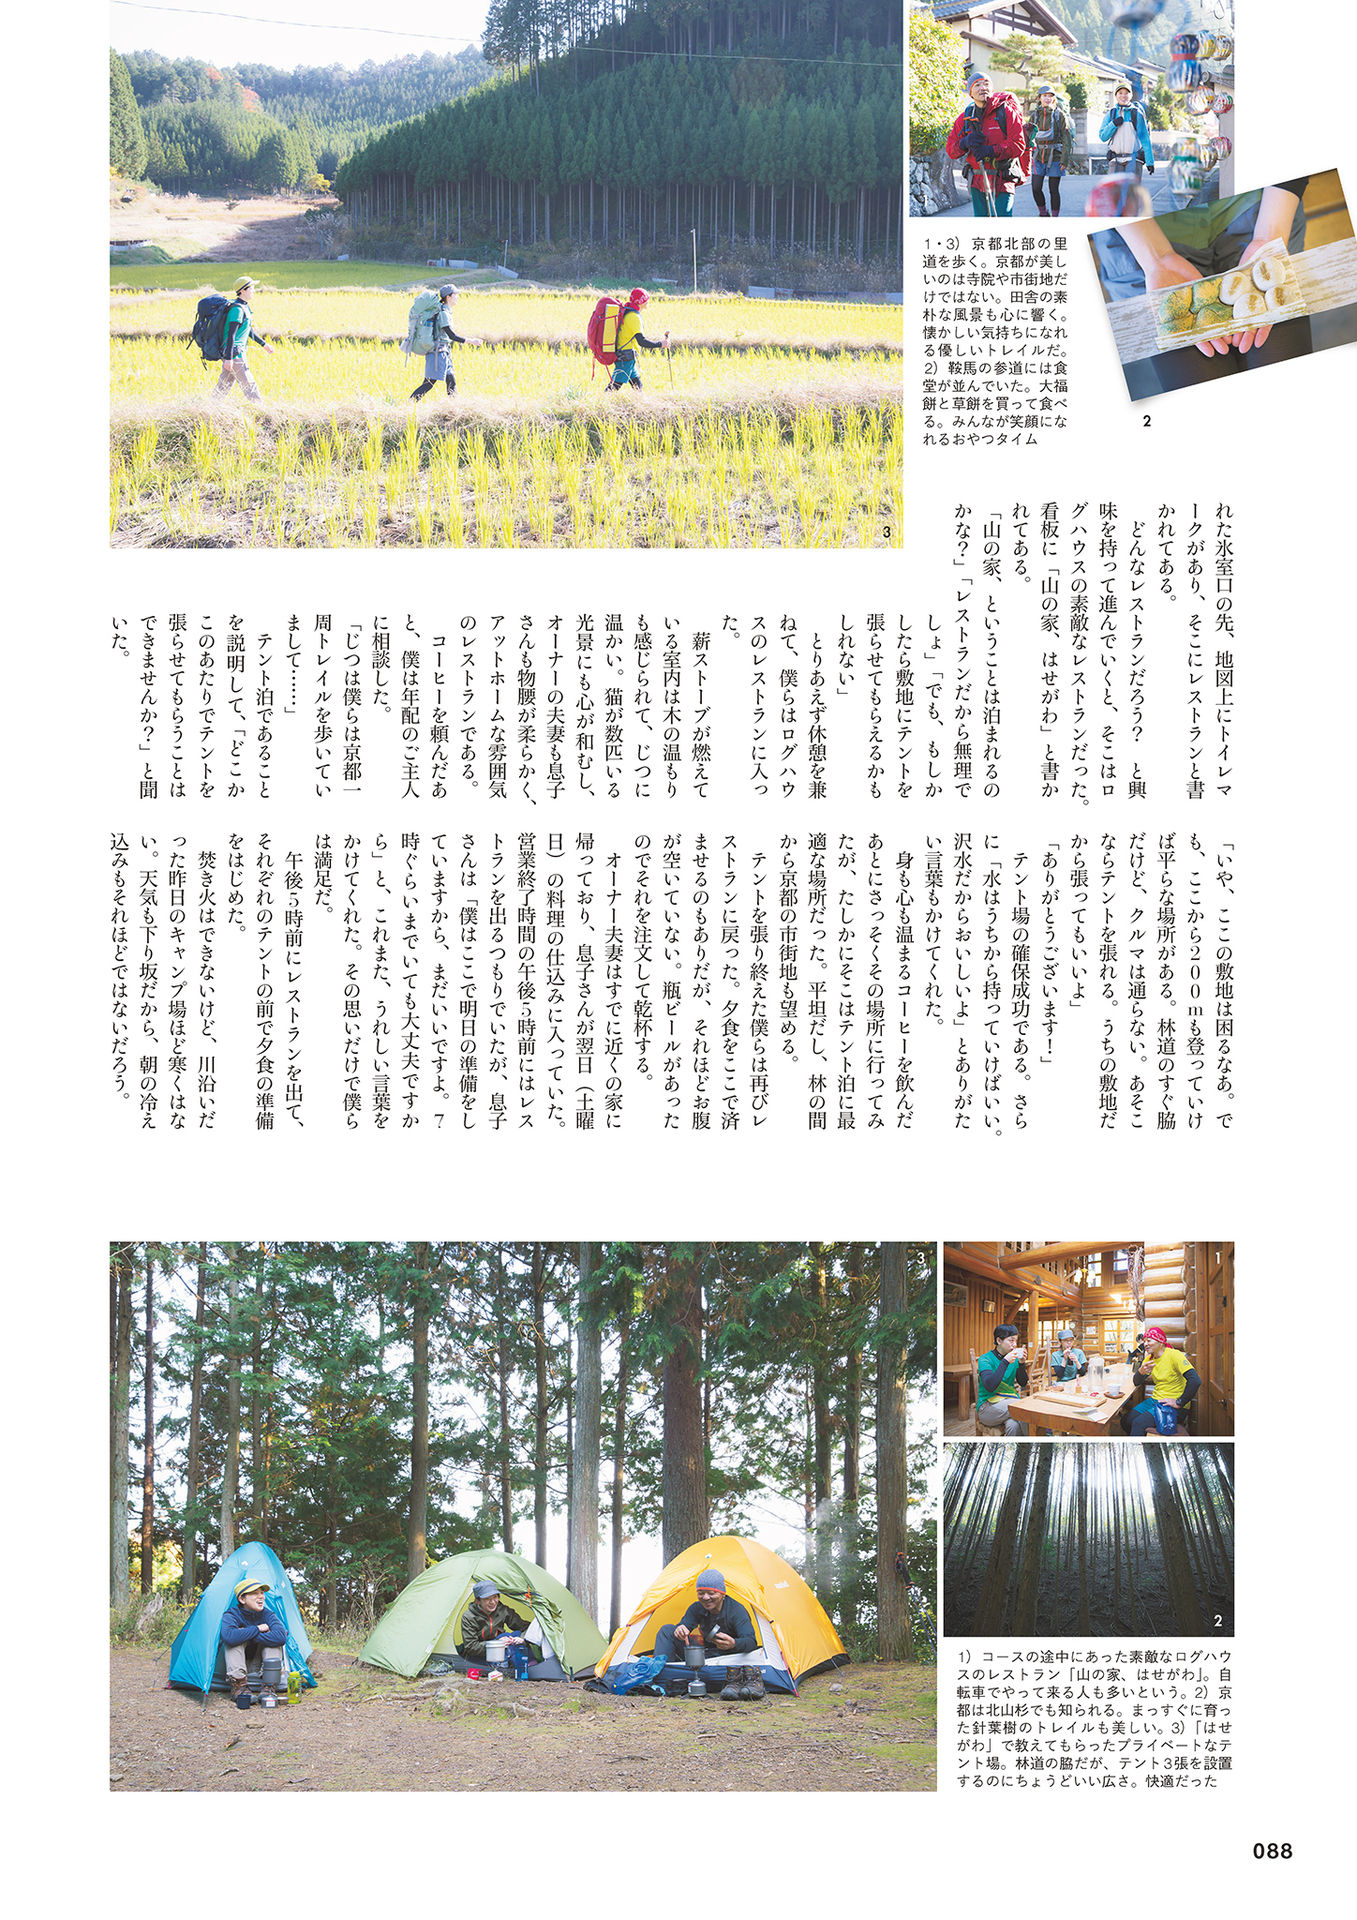 1・3）京都北部の里
道を歩く。京都が美し
いのは寺院や市街地だ
けではない。田舎の素
朴な風景も心に響く。
懐かしい気持ちになれ
る優しいトレイルだ。
2）鞍馬の参道には食
堂が並んでいた。大福
餅と草餅を買って食べ
る。みんなが笑顔にな
れるおやつタイム
2
3
れた氷室口の先、地図上にトイレマ
ークがあり、そこにレストランと書
かれてある。
どんなレストランだろう？　と興
味を持って進んでいくと、そこはロ
グハウスの素敵なレストランだった。
看板に「山の家、はせがわ」と書か
れてある。
「山の家、ということは泊まれるの
かな？」「レストランだから無理で
しょ」「でも、もしか
したら敷地にテントを
張らせてもらえるかも
しれない」
とりあえず休憩を兼
ねて、僕らはログハウ
スのレストランに入っ
た。
薪ストーブが燃えて
いる室内は木の温もり
も感じられて、じつに
温かい。猫が数匹いる
光景にも心が和むし、
オーナーの夫妻も息子
さんも物腰が柔らかく、
アットホームな雰囲気
のレストランである。
コーヒーを頼んだあ
と、僕は年配のご主人
に相談した。
「じつは僕らは京都一
周トレイルを歩いてい
まして……」
テント泊であること
を説明して、「どこか
このあたりでテントを
張らせてもらうことは
できませんか？」と聞
いた。
「いや、ここの敷地は困るなあ。で
も、ここから200mも登っていけ
ば平らな場所がある。林道のすぐ脇
だけど、クルマは通らない。あそこ
ならテントを張れる。うちの敷地だ
から張ってもいいよ」
「ありがとうございます！」
テント場の確保成功である。さら
に「水はうちから持っていけばいい。
沢水だからおいしいよ」とありがた
い言葉もかけてくれた。
身も心も温まるコーヒーを飲んだ
あとにさっそくその場所に行ってみ
たが、たしかにそこはテント泊に最
適な場所だった。平坦だし、林の間
から京都の市街地も望める。
テントを張り終えた僕らは再びレ
ストランに戻った。夕食をここで済
ませるのもありだが、それほどお腹
が空いていない。瓶ビールがあった
のでそれを注文して乾杯する。
オーナー夫妻はすでに近くの家に
帰っており、息子さんが翌日（土曜
日）の料理の仕込みに入っていた。
営業終了時間の午後5時前にはレス
トランを出るつもりでいたが、息子
さんは「僕はここで明日の準備をし
ていますから、まだいいですよ。7
時ぐらいまでいても大丈夫ですか
ら」と、これまた、うれしい言葉を
かけてくれた。その思いだけで僕ら
は満足だ。
午後5時前にレストランを出て、
それぞれのテントの前で夕食の準備
をはじめた。
焚き火はできないけど、川沿いだ
った昨日のキャンプ場ほど寒くはな
い。天気も下り坂だから、朝の冷え
込みもそれほどではないだろう。
3
1
2
1）コースの途中にあった素敵なログハウ
スのレストラン「山の家、はせがわ」。自
転車でやって来る人も多いという。2）京
都は北山杉でも知られる。まっすぐに育っ
た針葉樹のトレイルも美しい。3）「はせ
がわ」で教えてもらったプライベートなテ
ント場。林道の脇だが、テント3張を設置
するのにちょうどいい広さ。快適だった
088